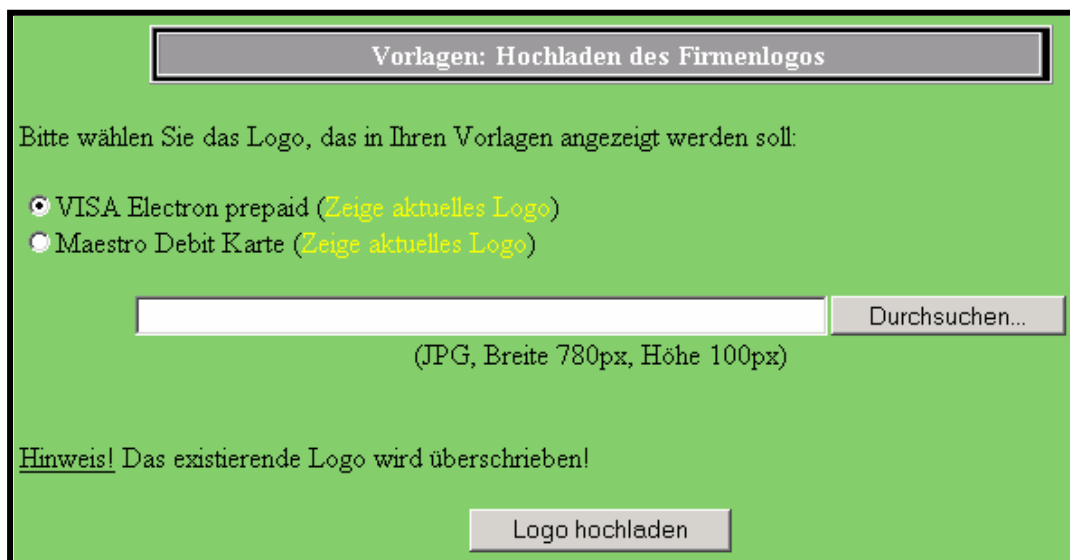 Vorlagen: Hochladen des Firmenlogos
Bitte wählen Sie das Logo, das in Ihren Vorlagen angezeigt werden soll:
VISA Electron prepaid (Zeige aktuelles Logo)
Maestro Debit Karte (Zeige aktuelles Logo)
Durchsuchen...
(JPG, Breite 780px, Höhe 100px)
Hinweis! Das existierende Logo wird überschrieben!
Logo hochladen